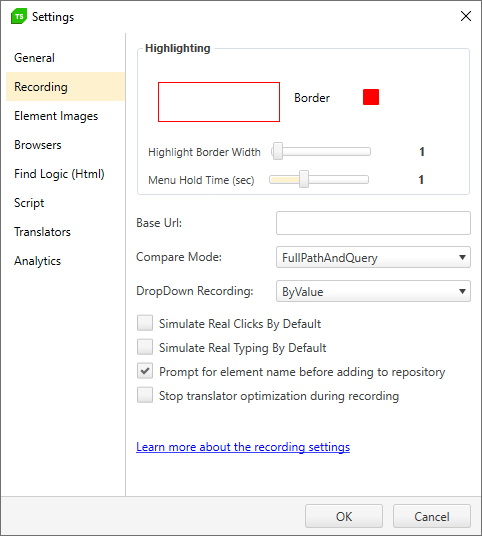 TS Settings
General
Recording
Element Images
Browsers
Find Logic (Html)
Script
Translators
Analytics
Highlighting
Border
Highlight Border Width 1
Menu Hold Time (sec) 1
Base Url:
Compare Mode: FullPathAndQuery
DropDown Recording: ByValue
Simulate Real Clicks By Default
Simulate Real Typing By Default
Prompt for element name before adding to repository
Stop translator optimization during recording
Learn more about the recording settings
OK Cancel